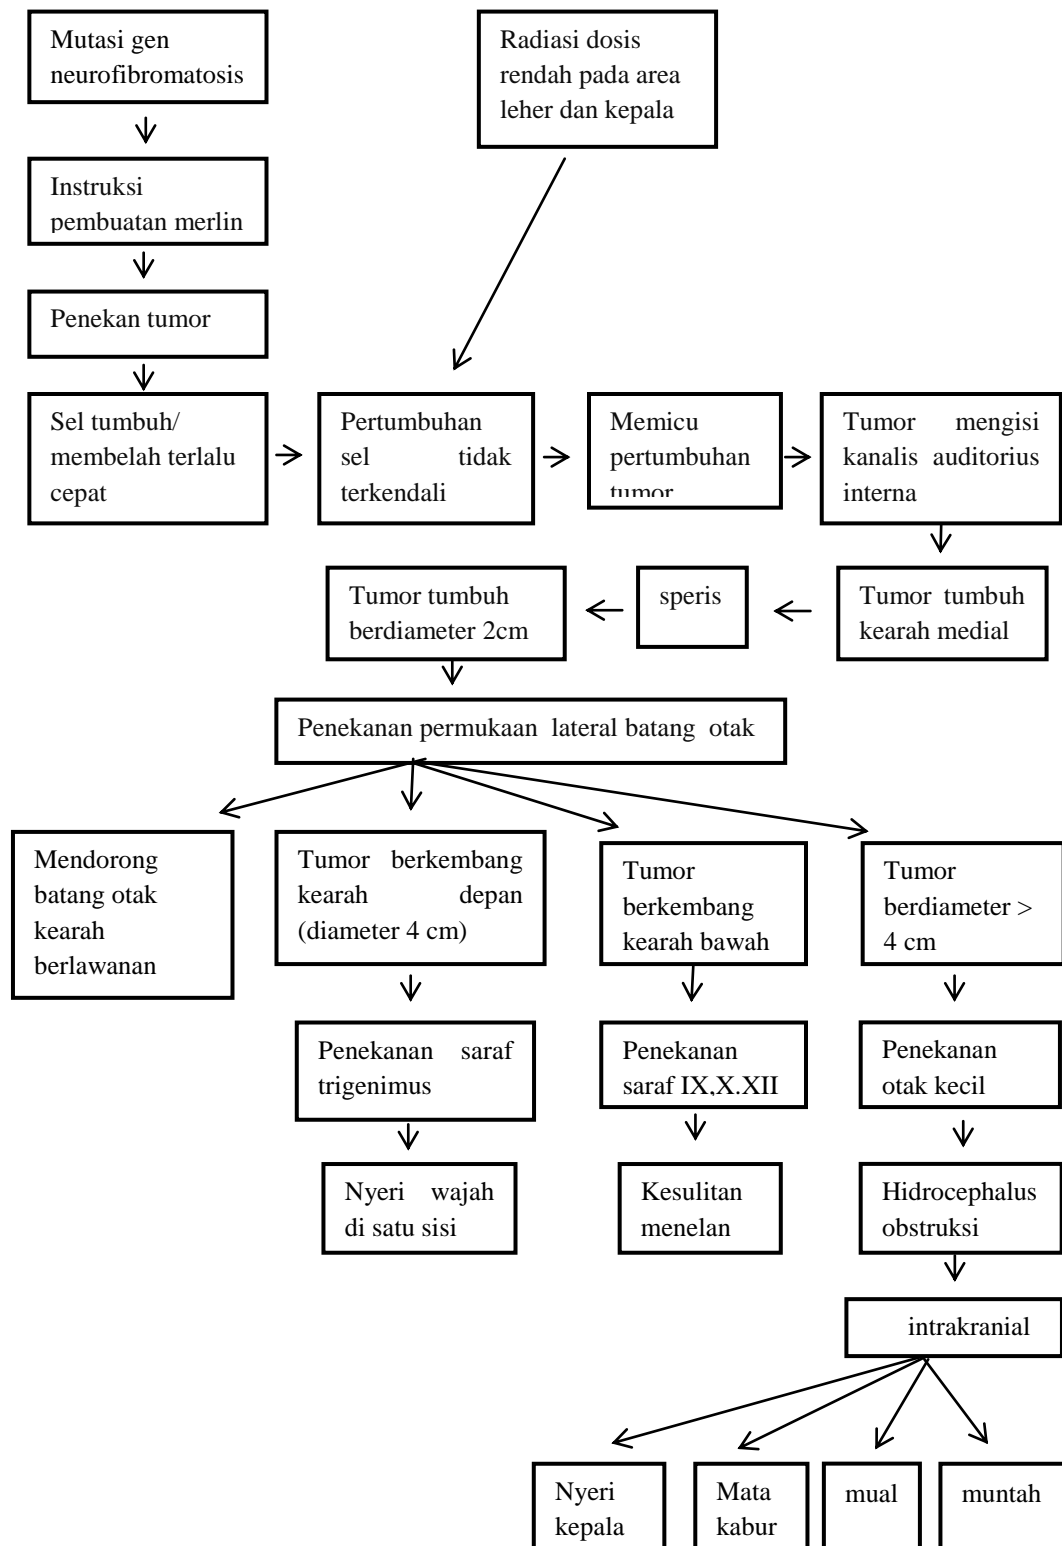 Mutasi gen
neurofibromatosis
Radiasi dosis
rendah pada area
leher dan kepala
Instruksi
pembuatan merlin
Penekan tumor
Sel tumbuh/
membelah terlalu
cepat
Pertumbuhan
sel tidak
terkendali
Memicu
pertumbuhan
tumor
Tumor mengisi
kanalis auditorius
interna
Tumor tumbuh
berdiameter 2cm
speris
Tumor tumbuh
kearah medial
Penekanan permukaan lateral batang otak
Mendorong
batang otak
kearah
berlawanan
Tumor berkembang
kearah depan
(diameter 4 cm)
Tumor
berkembang
kearah bawah
Tumor
berdiameter >
4 cm
Penekanan saraf
trigenimus
Penekanan
saraf IX,X.XII
Penekanan
otak kecil
Nyeri wajah
di satu sisi
Kesulitan
menelan
Hidrocephalus
obstruksi
intrakranial
Nyeri
kepala
Mata
kabur
mual
muntah